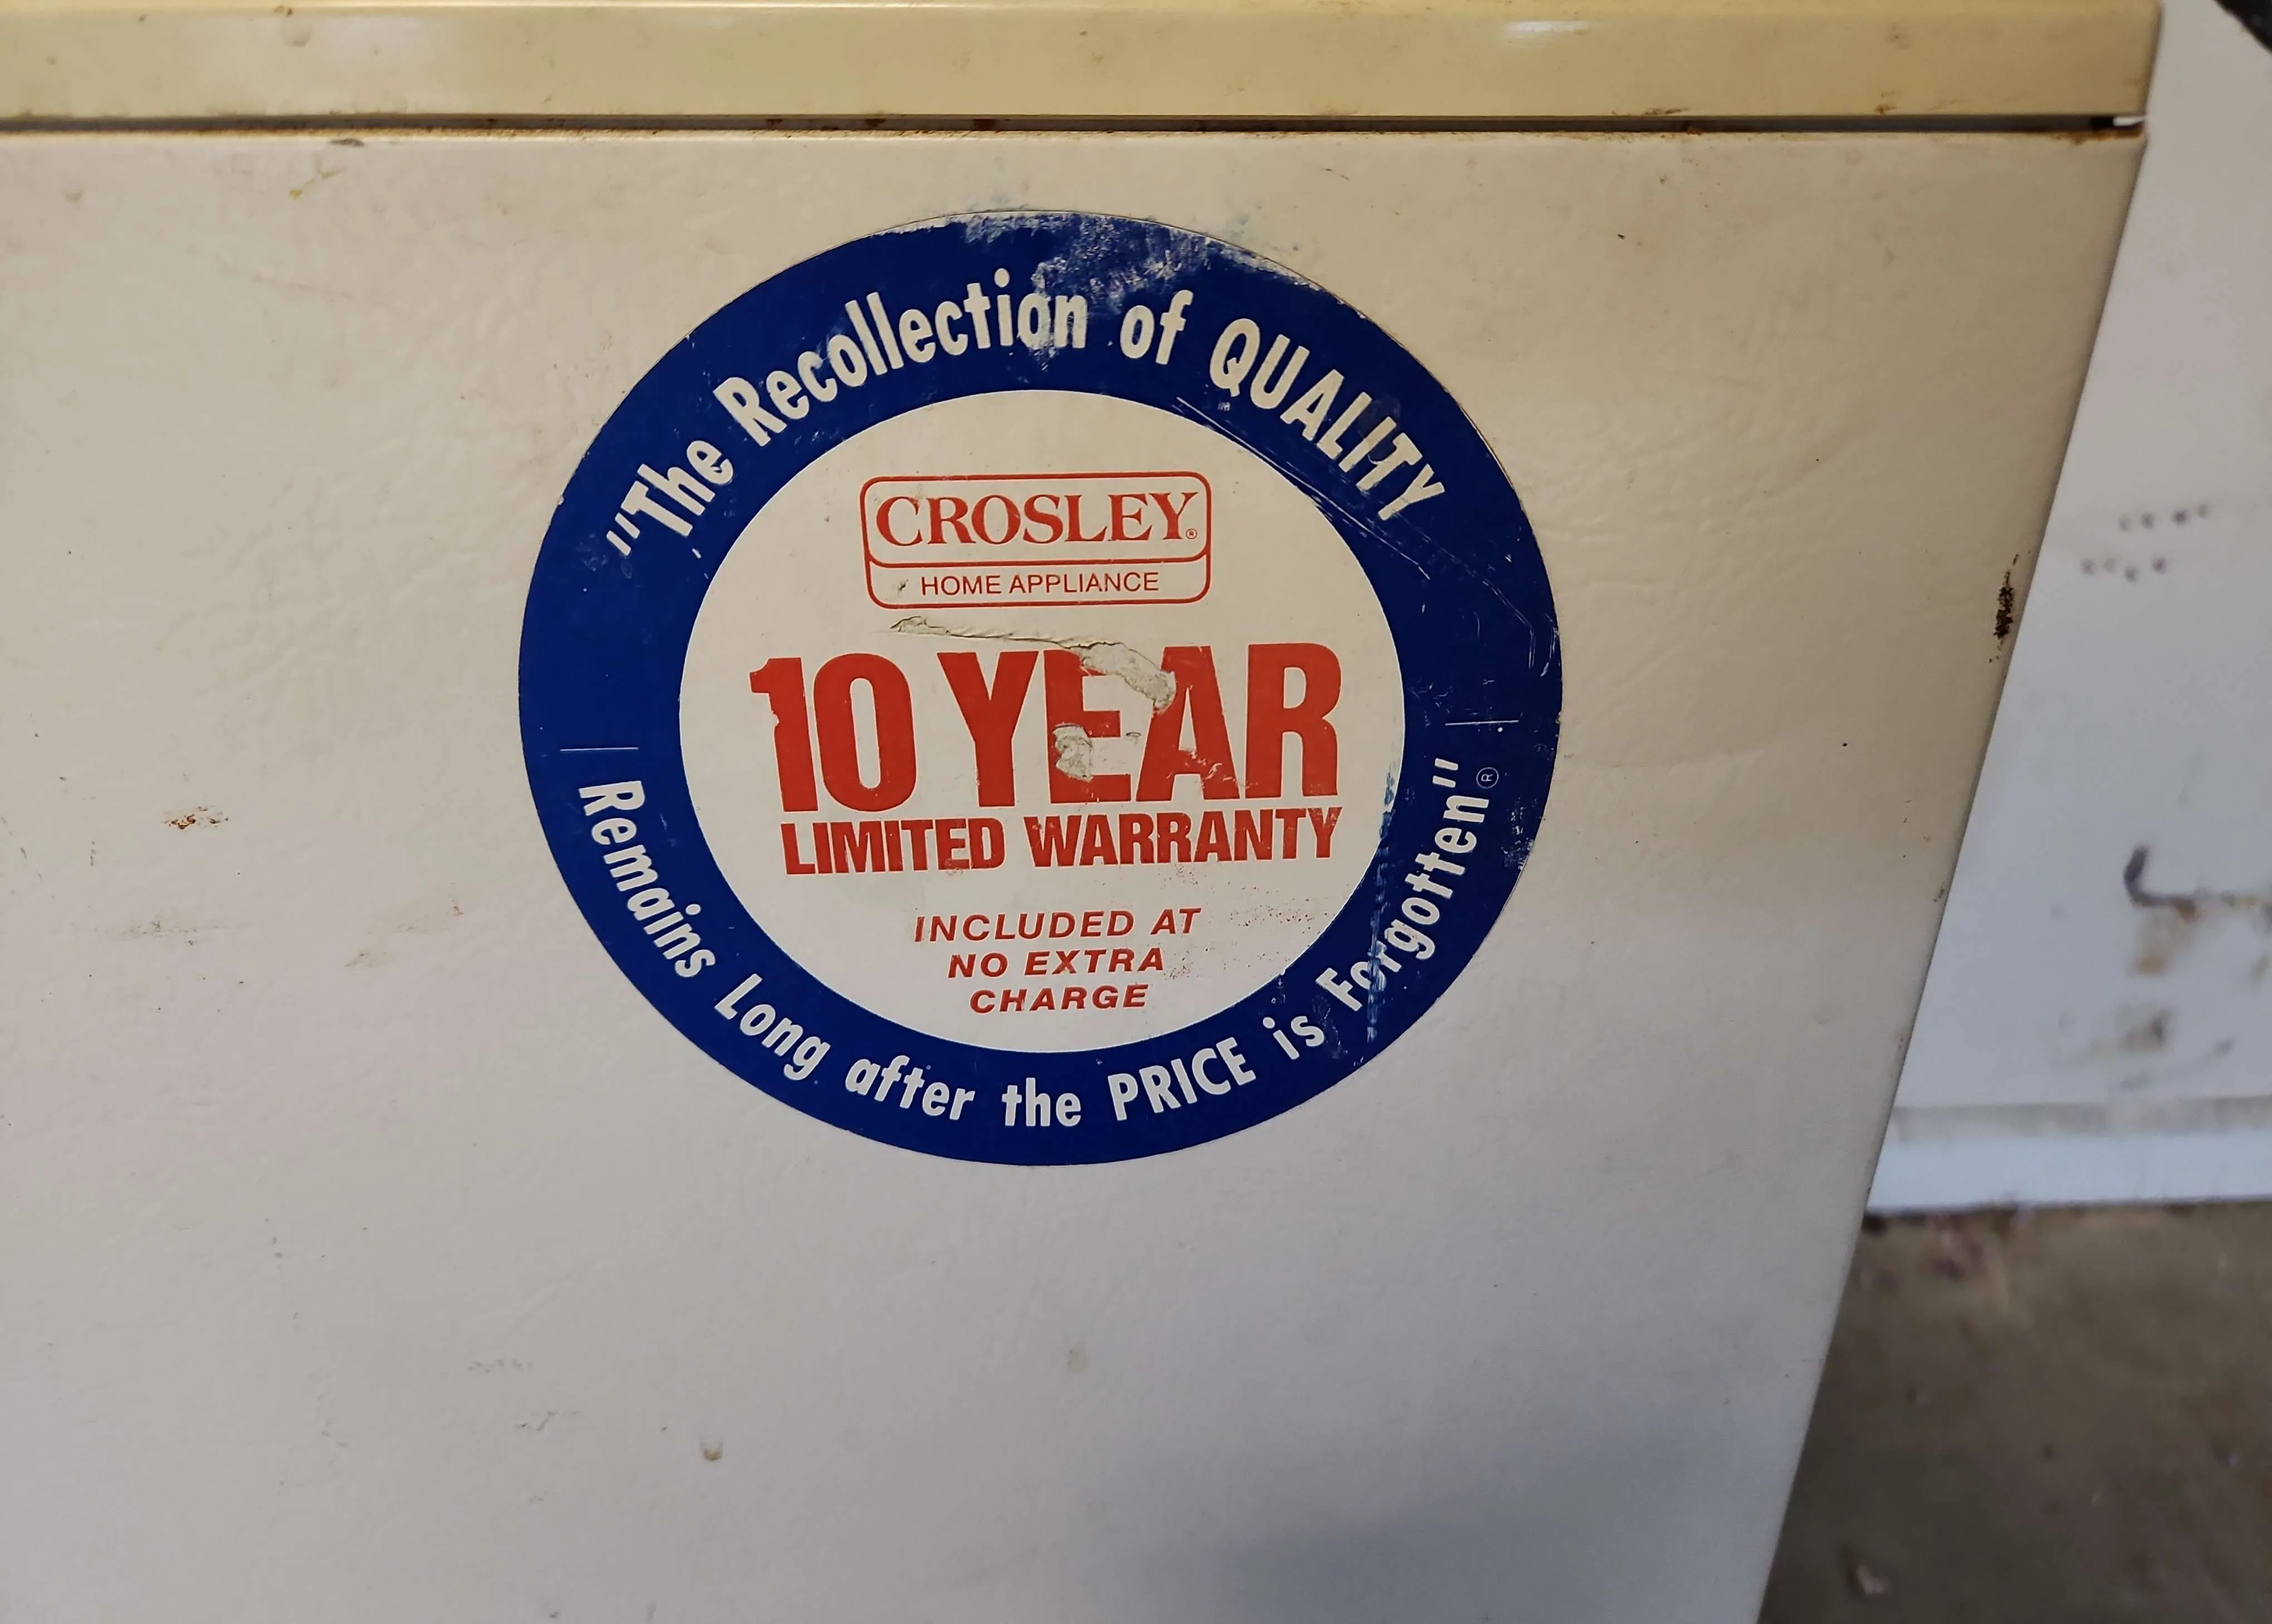 "The Recollection of QUALITY
CROSLEY®
HOME APPLIANCE
10 YEAR
LIMITED WARRANTY
INCLUDED AT
NO EXTRA
CHARGE
Remains Long after the PRICE is Forgotten"®